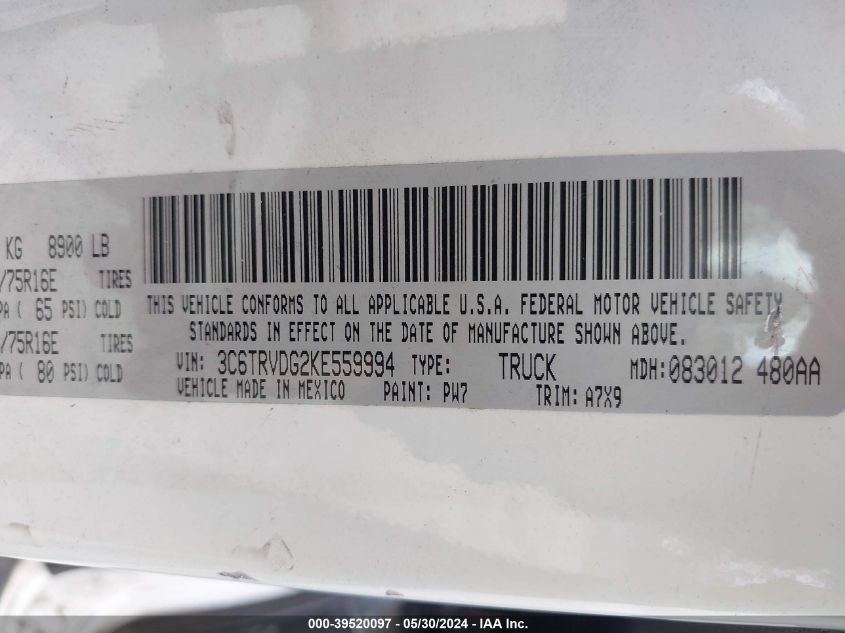 KG 8900 LB
/75R16E TIRES
PA ( 65 PSI) COLD
/75R16E TIRES
PA ( 80 PSI) COLD
THIS VEHICLE CONFORMS TO ALL APPLICABLE U.S.A. FEDERAL MOTOR VEHICLE SAFETY
STANDARDS IN EFFECT ON THE DATE OF MANUFACTURE SHOWN ABOVE.
VIN: 3C6TRVDG2KE559994 TYPE: TRUCK MDH: 083012 480AA
VEHICLE MADE IN MEXICO PAINT: PW7 TRIM: A7X9
000-39520097 - 05/30/2024 - IAA Inc.